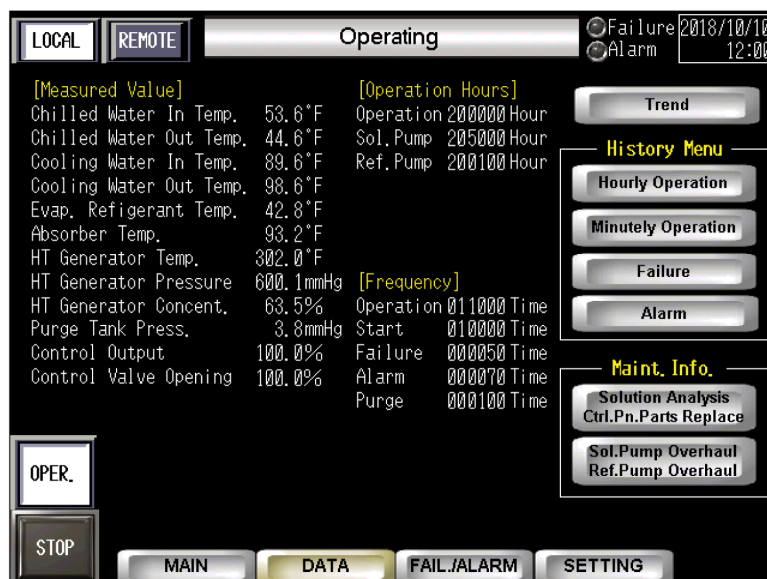 LOCAL REMOTE Operating Failure 2018/10/10
Alarm 12:00
[Measured Value]
Chilled Water In Temp. 53.6°F
Chilled Water Out Temp. 44.6°F
Cooling Water In Temp. 89.6°F
Cooling Water Out Temp. 98.6°F
Evap. Refigerant Temp. 42.8°F
Absorber Temp. 93.2°F
HT Generator Temp. 302.0°F
HT Generator Pressure 600.1mmHg
HT Generator Concent. 63.5%
Purge Tank Press. 3.8mmHg
Control Output 100.0%
Control Valve Opening 100.0%
[Operation Hours]
Operation 200000 Hour
Sol.Pump 205000 Hour
Ref.Pump 200100 Hour
[Frequency]
Operation 011000 Time
Start 010000 Time
Failure 000050 Time
Alarm 000070 Time
Purge 000100 Time
Trend
History Menu
Hourly Operation
Minutely Operation
Failure
Alarm
Maint. Info.
Solution Analysis
Ctrl.Pn.Parts Replace
Sol.Pump Overhaul
Ref.Pump Overhaul
OPER.
STOP
MAIN DATA FAIL./ALARM SETTING